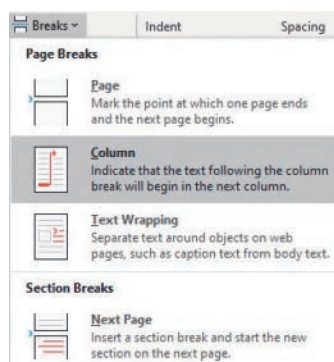 Breaks
Indent Spacing
Page Breaks
Page
Mark the point at which one page ends
and the next page begins.
Column
Indicate that the text following the column
break will begin in the next column.
Text Wrapping
Separate text around objects on web
pages, such as caption text from body text.
Section Breaks
Next Page
Insert a section break and start the new
section on the next page.